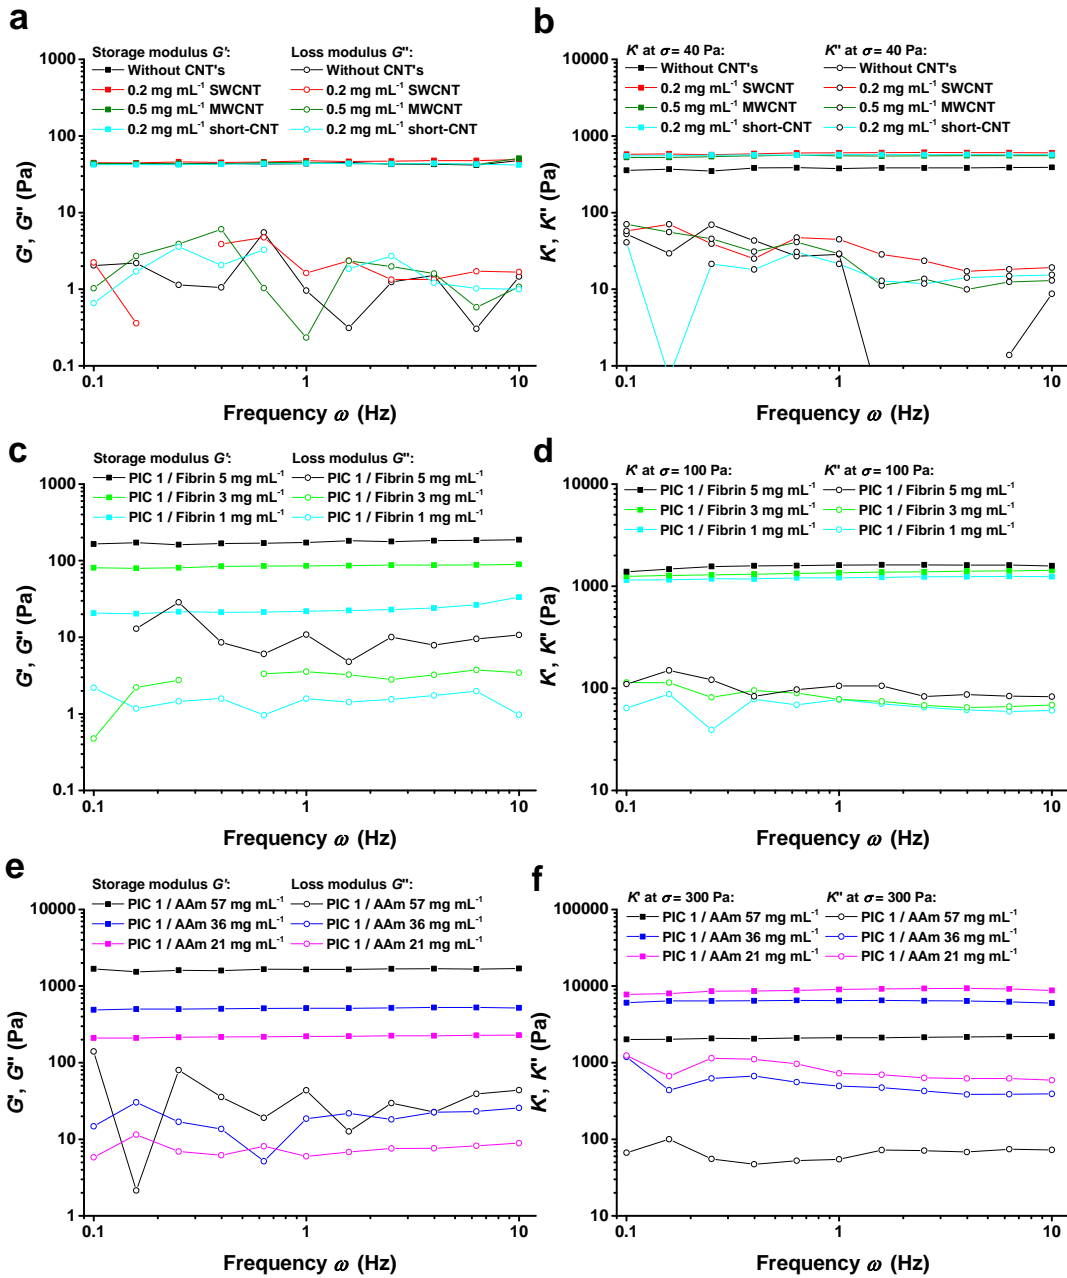 a
Storage modulus G': Loss modulus G'':
Without CNT's Without CNT's
0.2 mg mL⁻¹ SWCNT 0.2 mg mL⁻¹ SWCNT
0.5 mg mL⁻¹ MWCNT 0.5 mg mL⁻¹ MWCNT
0.2 mg mL⁻¹ short-CNT 0.2 mg mL⁻¹ short-CNT
1000
100
10
1
0.1
G', G'' (Pa)
0.1 1 10
Frequency ω (Hz)
b
K' at σ = 40 Pa: K'' at σ = 40 Pa:
Without CNT's Without CNT's
0.2 mg mL⁻¹ SWCNT 0.2 mg mL⁻¹ SWCNT
0.5 mg mL⁻¹ MWCNT 0.5 mg mL⁻¹ MWCNT
0.2 mg mL⁻¹ short-CNT 0.2 mg mL⁻¹ short-CNT
10000
1000
100
10
1
K', K'' (Pa)
0.1 1 10
Frequency ω (Hz)
c
Storage modulus G': Loss modulus G'':
PIC 1 / Fibrin 5 mg mL⁻¹ PIC 1 / Fibrin 5 mg mL⁻¹
PIC 1 / Fibrin 3 mg mL⁻¹ PIC 1 / Fibrin 3 mg mL⁻¹
PIC 1 / Fibrin 1 mg mL⁻¹ PIC 1 / Fibrin 1 mg mL⁻¹
1000
100
10
1
0.1
G', G'' (Pa)
0.1 1 10
Frequency ω (Hz)
d
K' at σ = 100 Pa: K'' at σ = 100 Pa:
PIC 1 / Fibrin 5 mg mL⁻¹ PIC 1 / Fibrin 5 mg mL⁻¹
PIC 1 / Fibrin 3 mg mL⁻¹ PIC 1 / Fibrin 3 mg mL⁻¹
PIC 1 / Fibrin 1 mg mL⁻¹ PIC 1 / Fibrin 1 mg mL⁻¹
10000
1000
100
10
K', K'' (Pa)
0.1 1 10
Frequency ω (Hz)
e
Storage modulus G': Loss modulus G'':
PIC 1 / AAm 57 mg mL⁻¹ PIC 1 / AAm 57 mg mL⁻¹
PIC 1 / AAm 36 mg mL⁻¹ PIC 1 / AAm 36 mg mL⁻¹
PIC 1 / AAm 21 mg mL⁻¹ PIC 1 / AAm 21 mg mL⁻¹
10000
1000
100
10
1
G', G'' (Pa)
0.1 1 10
Frequency ω (Hz)
f
K' at σ = 300 Pa: K'' at σ = 300 Pa:
PIC 1 / AAm 57 mg mL⁻¹ PIC 1 / AAm 57 mg mL⁻¹
PIC 1 / AAm 36 mg mL⁻¹ PIC 1 / AAm 36 mg mL⁻¹
PIC 1 / AAm 21 mg mL⁻¹ PIC 1 / AAm 21 mg mL⁻¹
100000
10000
1000
100
10
K', K'' (Pa)
0.1 1 10
Frequency ω (Hz)